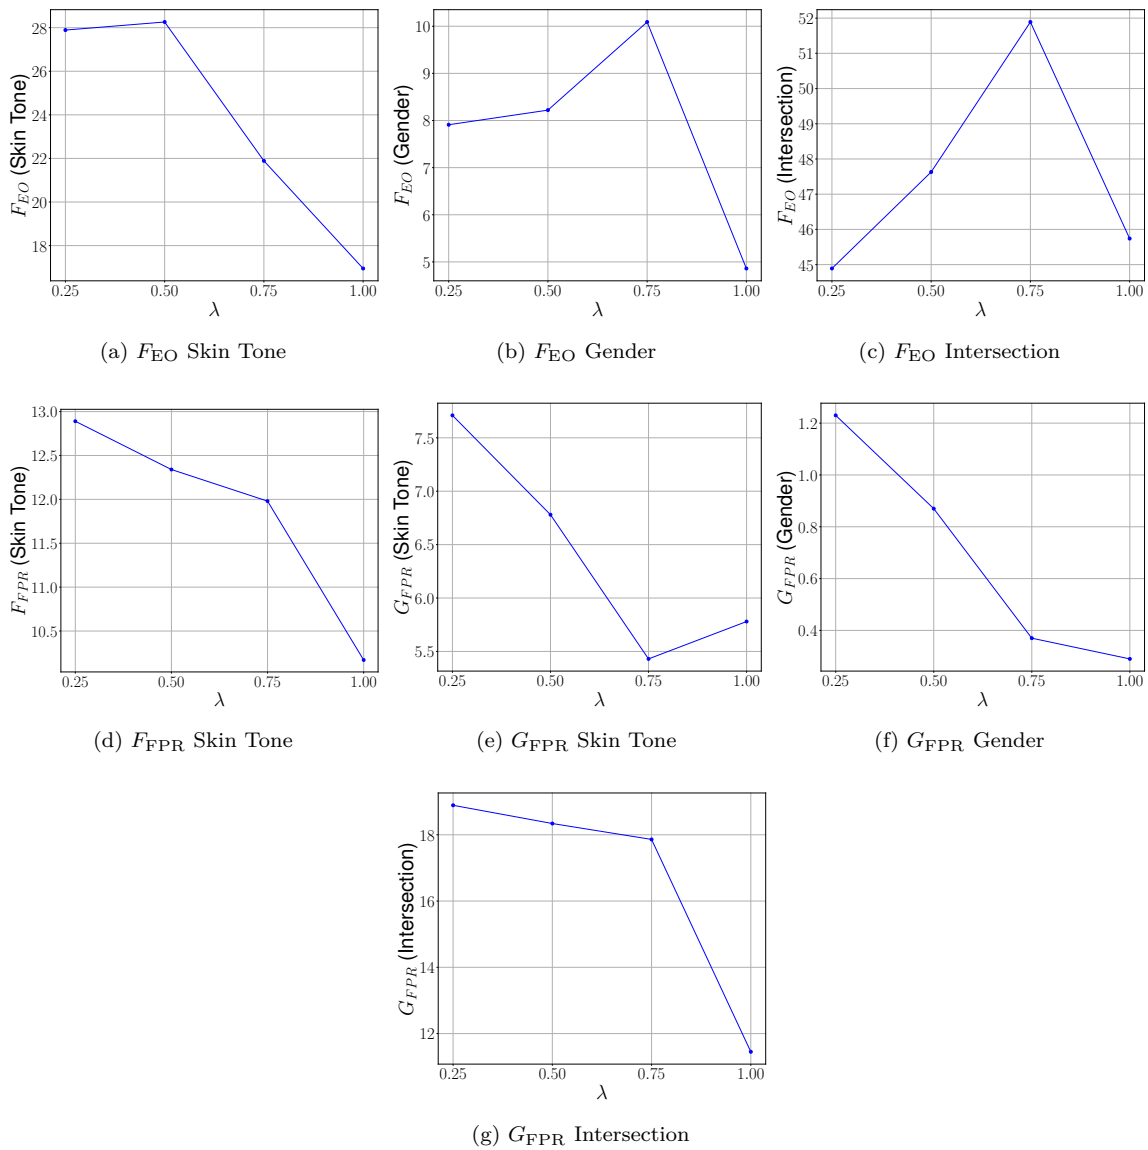 28
26
24
22
20
18
F_EO (Skin Tone)
0.25 0.50 0.75 1.00
λ
(a) F_EO Skin Tone
10
9
8
7
6
5
F_EO (Gender)
0.25 0.50 0.75 1.00
λ
(b) F_EO Gender
52
51
50
49
48
47
46
45
F_EO (Intersection)
0.25 0.50 0.75 1.00
λ
(c) F_EO Intersection
13.0
12.5
12.0
11.5
11.0
10.5
F_FPR (Skin Tone)
0.25 0.50 0.75 1.00
λ
(d) F_FPR Skin Tone
7.5
7.0
6.5
6.0
5.5
G_FPR (Skin Tone)
0.25 0.50 0.75 1.00
λ
(e) G_FPR Skin Tone
1.2
1.0
0.8
0.6
0.4
G_FPR (Gender)
0.25 0.50 0.75 1.00
λ
(f) G_FPR Gender
18
16
14
12
G_FPR (Intersection)
0.25 0.50 0.75 1.00
λ
(g) G_FPR Intersection